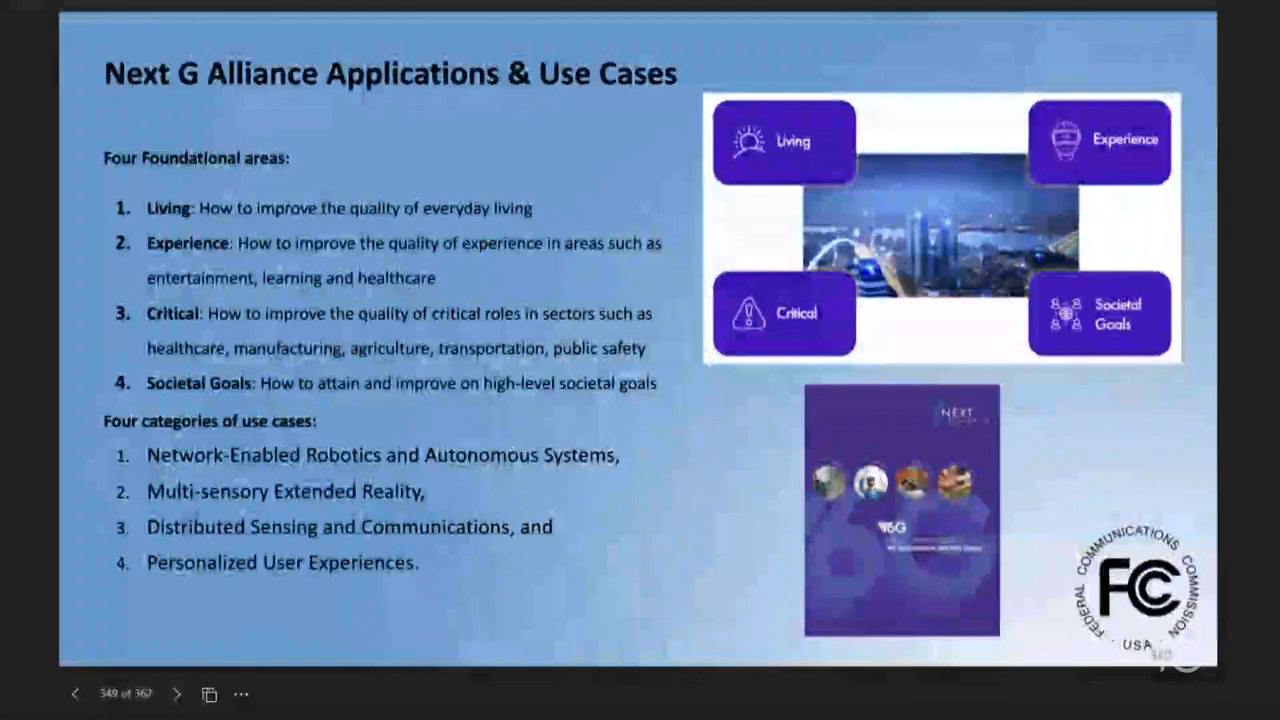 Next G Alliance Applications & Use Cases
Four Foundational areas:
1. Living: How to improve the quality of everyday living
2. Experience: How to improve the quality of experience in areas such as
entertainment, learning and healthcare
3. Critical: How to improve the quality of critical roles in sectors such as
healthcare, manufacturing, agriculture, transportation, public safety
4. Societal Goals: How to attain and improve on high-level societal goals
Four categories of use cases:
1. Network-Enabled Robotics and Autonomous Systems,
2. Multi-sensory Extended Reality,
3. Distributed Sensing and Communications, and
4. Personalized User Experiences.
Living
Experience
Critical
Societal
Goals
NEXT
6G
FEDERAL COMMUNICATIONS COMMISSION
FCC
· USA ·
349 of 362